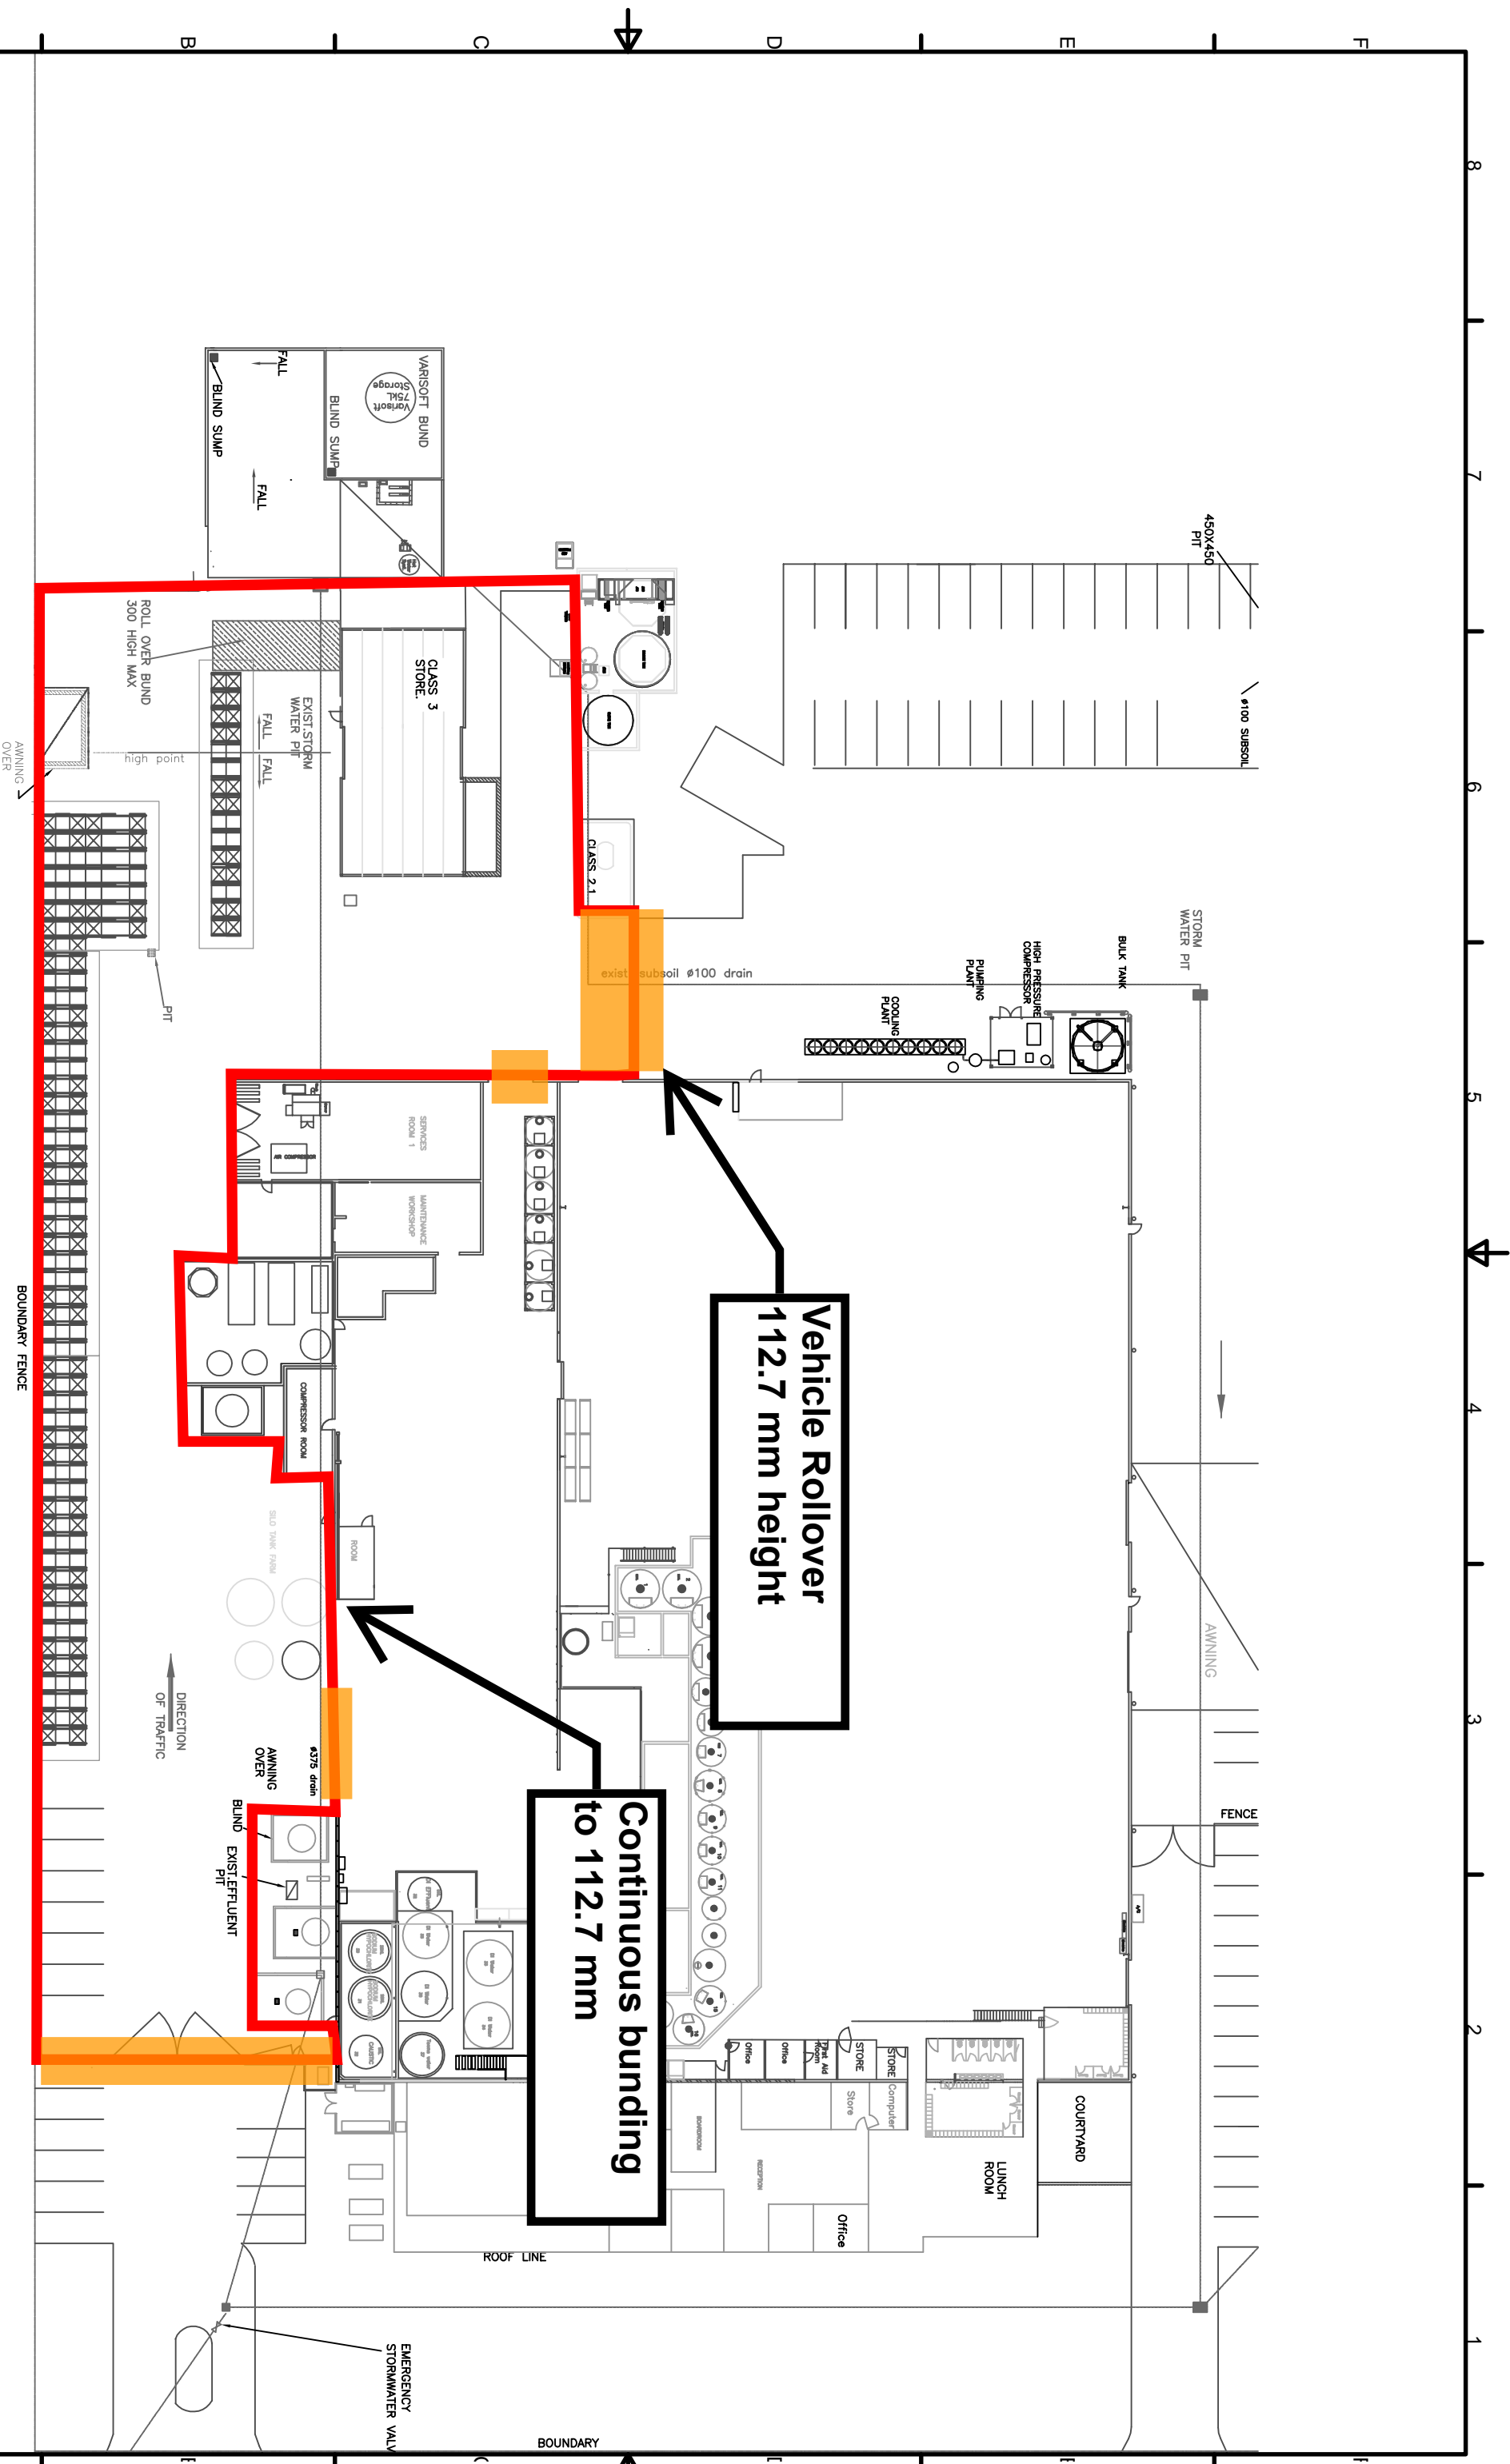 8
7
6
5
4
3
2
1
F
E
D
C
B
450X450
PIT
ø100 SUBSOIL
STORM
WATER PIT
BULK TANK
HIGH PRESSURE
COMPRESSOR
PUMPING
PLANT
COOLING
PLANT
exist. subsoil ø100 drain
CLASS 2.1
VARISOFT BUND
Varisoft
75kL
Storage
BLIND SUMP
FALL
BLIND SUMP
FALL
CLASS 3
STORE.
ROLL OVER BUND
300 HIGH MAX
EXIST.STORM
WATER PIT
FALL
FALL
high point
AWNING
OVER
PIT
BOUNDARY FENCE
SERVICES
ROOM 1
AIR COMPRESSOR
MAINTENANCE
WORKSHOP
COMPRESSOR ROOM
ROOM
SILO TANK FARM
DIRECTION
OF TRAFFIC
AWNING
OVER
ø375 drain
BLIND
EXIST.EFFLUENT
PIT
Vehicle Rollover
112.7 mm height
Continuous bunding
to 112.7 mm
AWNING
FENCE
CAUSTIC
Office
Office
First Aid
Room
STORE
STORE
Store
Computer
BOARDROOM
RECEPTION
Office
LUNCH
ROOM
COURTYARD
ROOF LINE
EMERGENCY
STORMWATER VALV
BOUNDARY